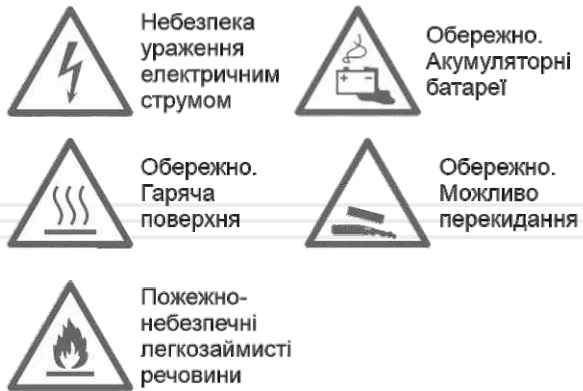 Небезпека
ураження
електричним
струмом
Обережно.
Акумуляторні
батареї
Обережно.
Гаряча
поверхня
Обережно.
Можливо
перекидання
Пожежно-
небезпечні
легкозаймисті
речовини